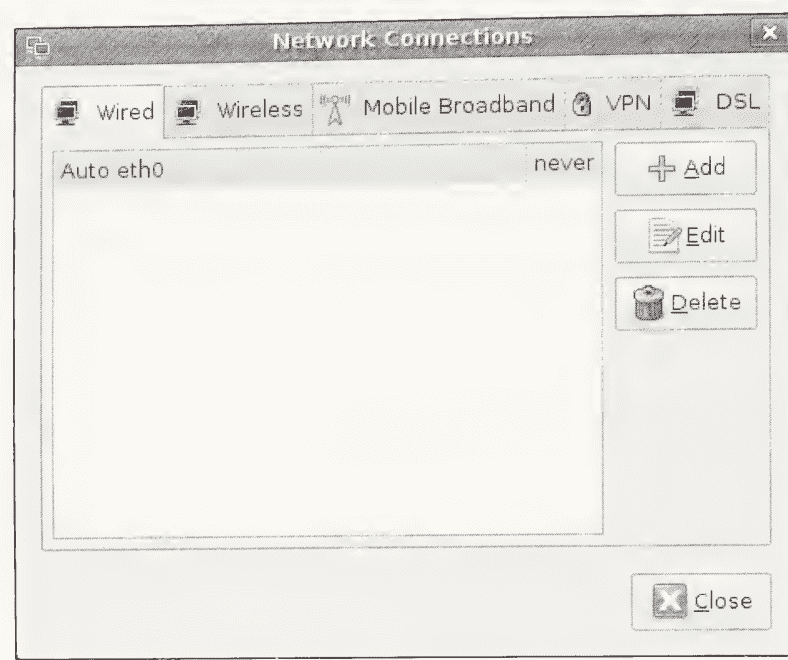 Network Connections
Wired Wireless Mobile Broadband VPN DSL
Auto eth0 never
Add
Edit
Delete
Close